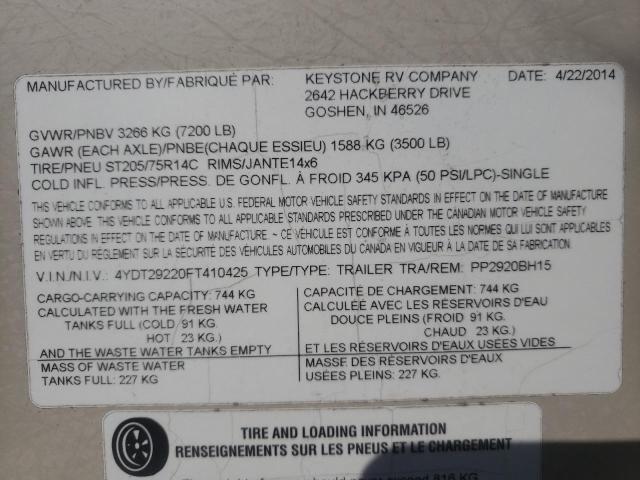 MANUFACTURED BY/FABRIQUÉ PAR: KEYSTONE RV COMPANY DATE: 4/22/2014
2642 HACKBERRY DRIVE
GOSHEN, IN 46526
GVWR/PNBV 3266 KG (7200 LB)
GAWR (EACH AXLE)/PNBE(CHAQUE ESSIEU) 1588 KG (3500 LB)
TIRE/PNEU ST205/75R14C RIMS/JANTE14x6
COLD INFL. PRESS/PRESS. DE GONFL. À FROID 345 KPA (50 PSI/LPC)-SINGLE
THIS VEHICLE CONFORMS TO ALL APPLICABLE U.S. FEDERAL MOTOR VEHICLE SAFETY STANDARDS IN EFFECT ON THE DATE OF MANUFACTURE
SHOWN ABOVE. THIS VEHICLE CONFORMS TO ALL APPLICABLE STANDARDS PRESCRIBED UNDER THE CANADIAN MOTOR VEHICLE SAFETY
REGULATIONS IN EFFECT ON THE DATE OF MANUFACTURE. ~ CE VÉHICULE EST CONFORME À TOUTES LES NORMES QUI LUI SONT APPLICABLES
EN VERTU DU RÈGLEMENT SUR LA SÉCURITÉ DES VÉHICULES AUTOMOBILES DU CANADA EN VIGUEUR À LA DATE DE SA FABRICATION.
V.I.N./N.I.V.: 4YDT29220FT410425 TYPE/TYPE: TRAILER TRA/REM: PP2920BH15
CARGO-CARRYING CAPACITY: 744 KG
CALCULATED WITH THE FRESH WATER
TANKS FULL (COLD: 91 KG.
HOT 23 KG.)
AND THE WASTE WATER TANKS EMPTY
MASS OF WASTE WATER
TANKS FULL: 227 KG
CAPACITÉ DE CHARGEMENT: 744 KG
CALCULÉE AVEC LES RÉSERVOIRS D'EAU
DOUCE PLEINS (FROID 91 KG.
CHAUD 23 KG.)
ET LES RÉSERVOIRS D'EAUX USÉES VIDES
MASSE DES RÉSERVOIRS D'EAUX
USÉES PLEINS: 227 KG.
TIRE AND LOADING INFORMATION
RENSEIGNEMENTS SUR LES PNEUS ET LE CHARGEMENT